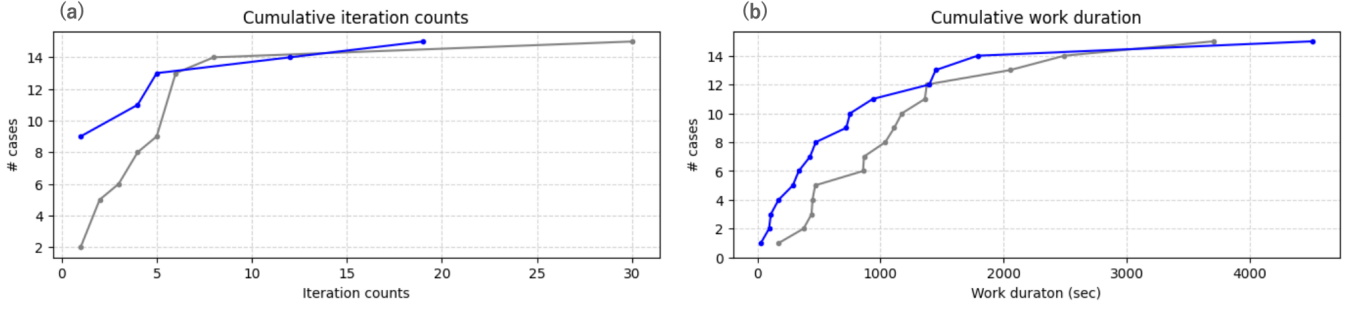 (a)
Cumulative iteration counts
# cases
14
12
10
8
6
4
2
0 5 10 15 20 25 30
Iteration counts
(b)
Cumulative work duration
# cases
14
12
10
8
6
4
2
0
0 1000 2000 3000 4000
Work duraton (sec)